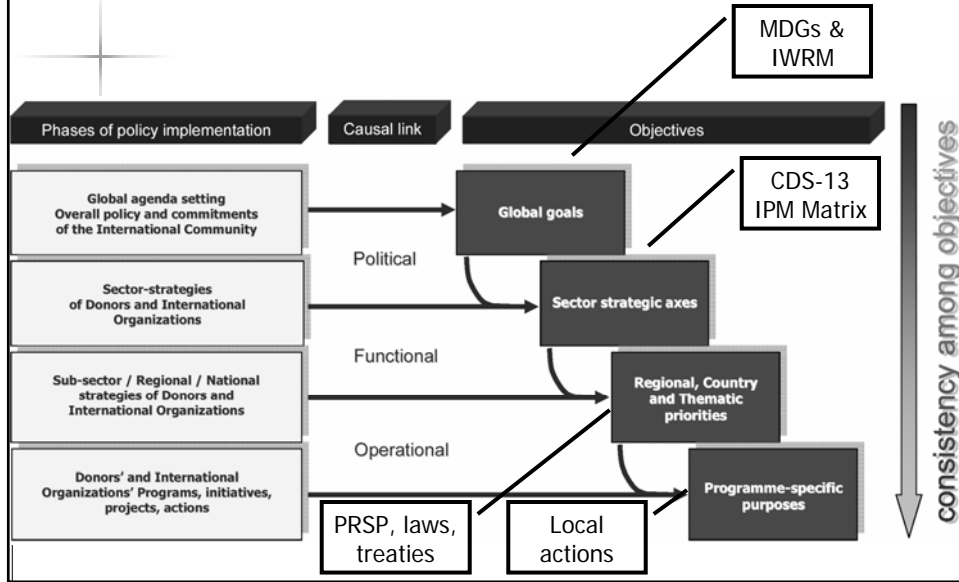 MDGs &
IWRM
Phases of policy implementation
Causal link
Objectives
CDS-13
IPM Matrix
Global agenda setting
Overall policy and commitments
of the International Community
Global goals
Political
Sector-strategies
of Donors and International
Organizations
Sector strategic axes
Functional
Sub-sector / Regional / National
strategies of Donors and
International Organizations
Regional, Country
and Thematic
priorities
Operational
Donors' and International
Organizations' Programs, initiatives,
projects, actions
Programme-specific
purposes
PRSP, laws,
treaties
Local
actions
consistency among objectives